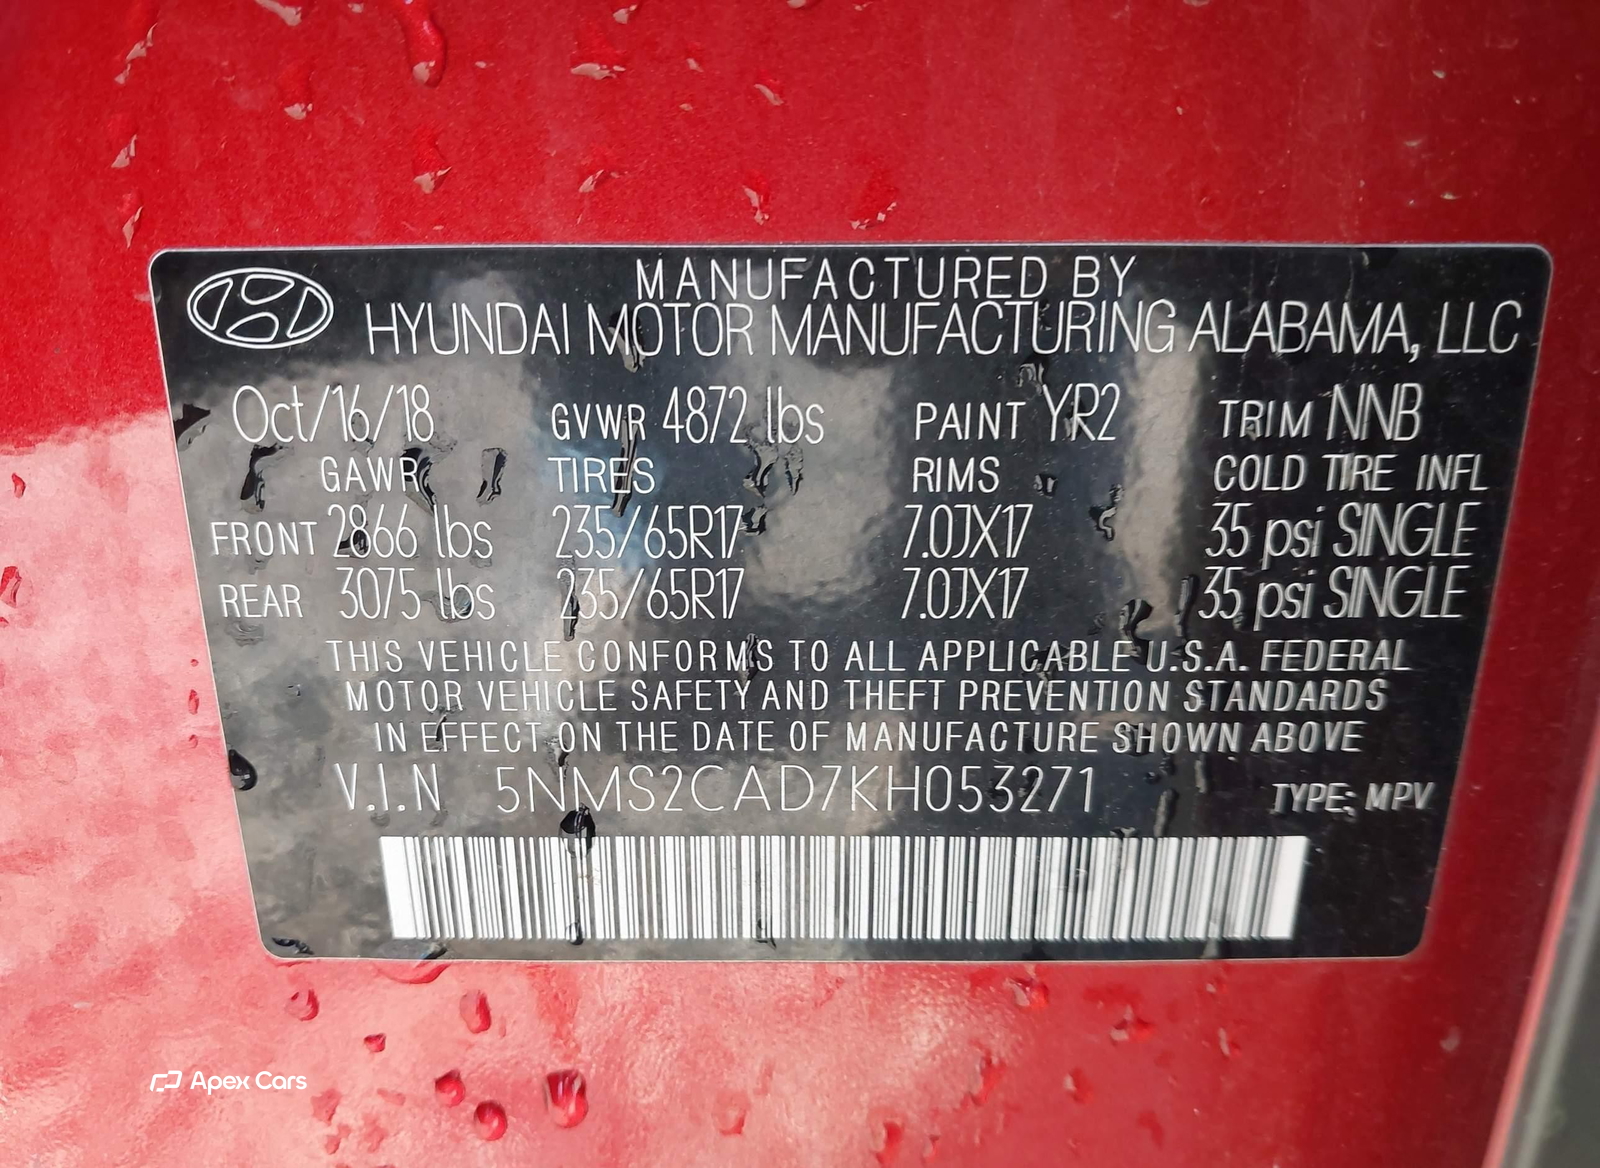 MANUFACTURED BY
HYUNDAI MOTOR MANUFACTURING ALABAMA, LLC
Oct/16/18 GVWR 4872 lbs PAINT YR2 TRIM NNB
GAWR TIRES RIMS COLD TIRE INFL
FRONT 2866 lbs 235/65R17 7.0JX17 35 psi SINGLE
REAR 3075 lbs 235/65R17 7.0JX17 35 psi SINGLE
THIS VEHICLE CONFORMS TO ALL APPLICABLE U.S.A. FEDERAL
MOTOR VEHICLE SAFETY AND THEFT PREVENTION STANDARDS
IN EFFECT ON THE DATE OF MANUFACTURE SHOWN ABOVE
V.I.N 5NMS2CAD7KH053271 TYPE; MPV
Apex Cars